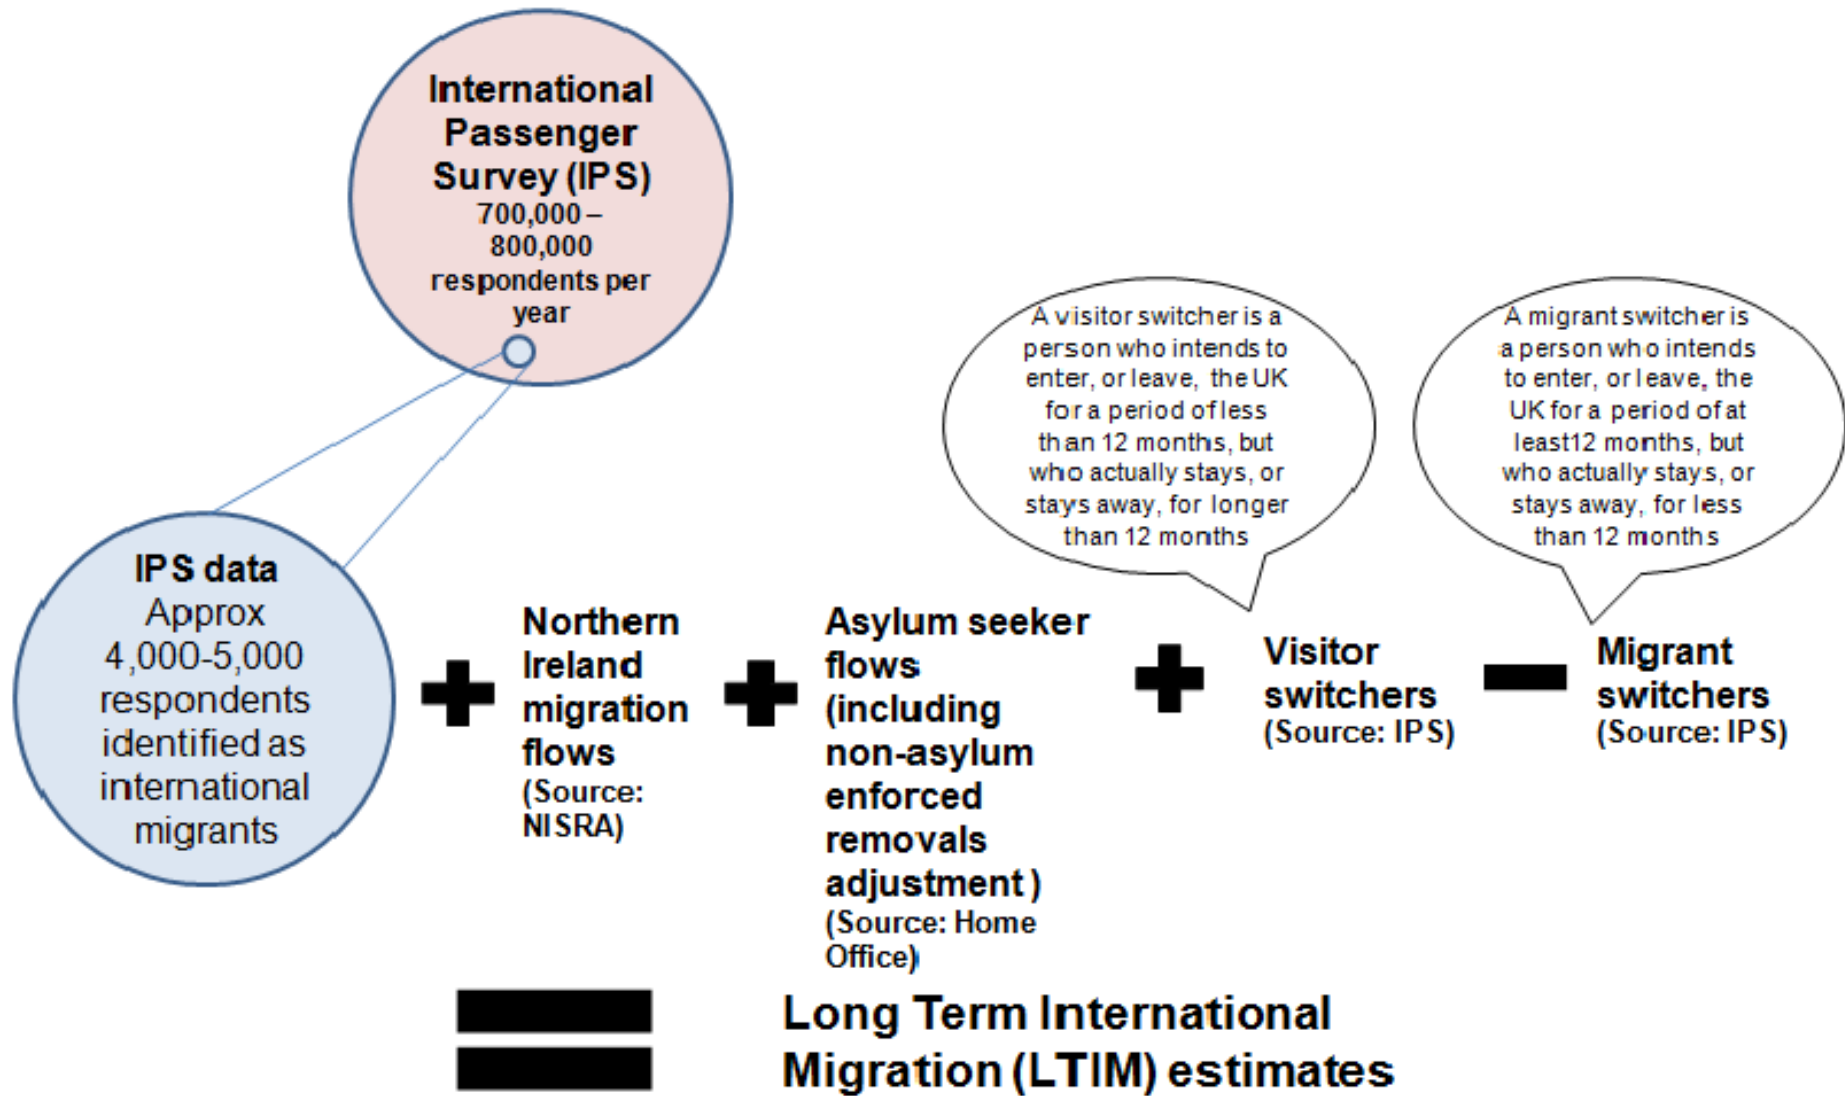 International
Passenger
Survey (IPS)
700,000 –
800,000
respondents per
year
A visitor switcher is a
person who intends to
enter, or leave, the UK
for a period of less
than 12 months, but
who actually stays, or
stays away, for longer
than 12 months
A migrant switcher is
a person who intends
to enter, or leave, the
UK for a period of at
least12 months, but
who actually stays, or
stays away, for less
than 12 months
IPS data
Approx
4,000-5,000
respondents
identified as
international
migrants
+
Northern
Ireland
migration
flows
(Source:
NISRA)
+
Asylum seeker
flows
(including
non-asylum
enforced
removals
adjustment )
(Source: Home
Office)
+
Visitor
switchers
(Source: IPS)
–
Migrant
switchers
(Source: IPS)
=
Long Term International
Migration (LTIM) estimates